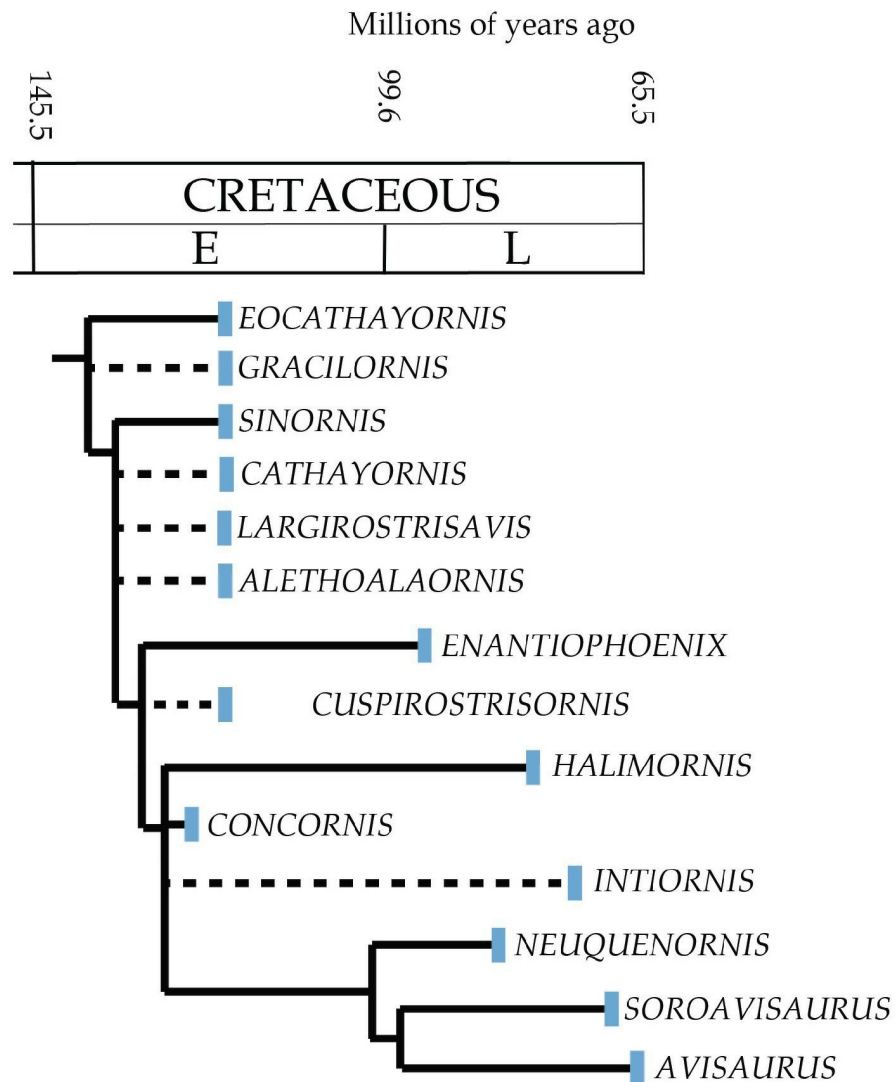 Millions of years ago
145.5
99.6
65.5
CRETACEOUS
E
L
EOCATHAYORNIS
GRACILORNIS
SINORNIS
CATHAYORNIS
LARGIROSTRISAVIS
ALETHOALAORNIS
ENANTIOPHOENIX
CUSPIROSTRISORNIS
HALIMORNIS
CONCORNIS
INTIORNIS
NEUQUENORNIS
SOROAVISAURUS
AVISAURUS